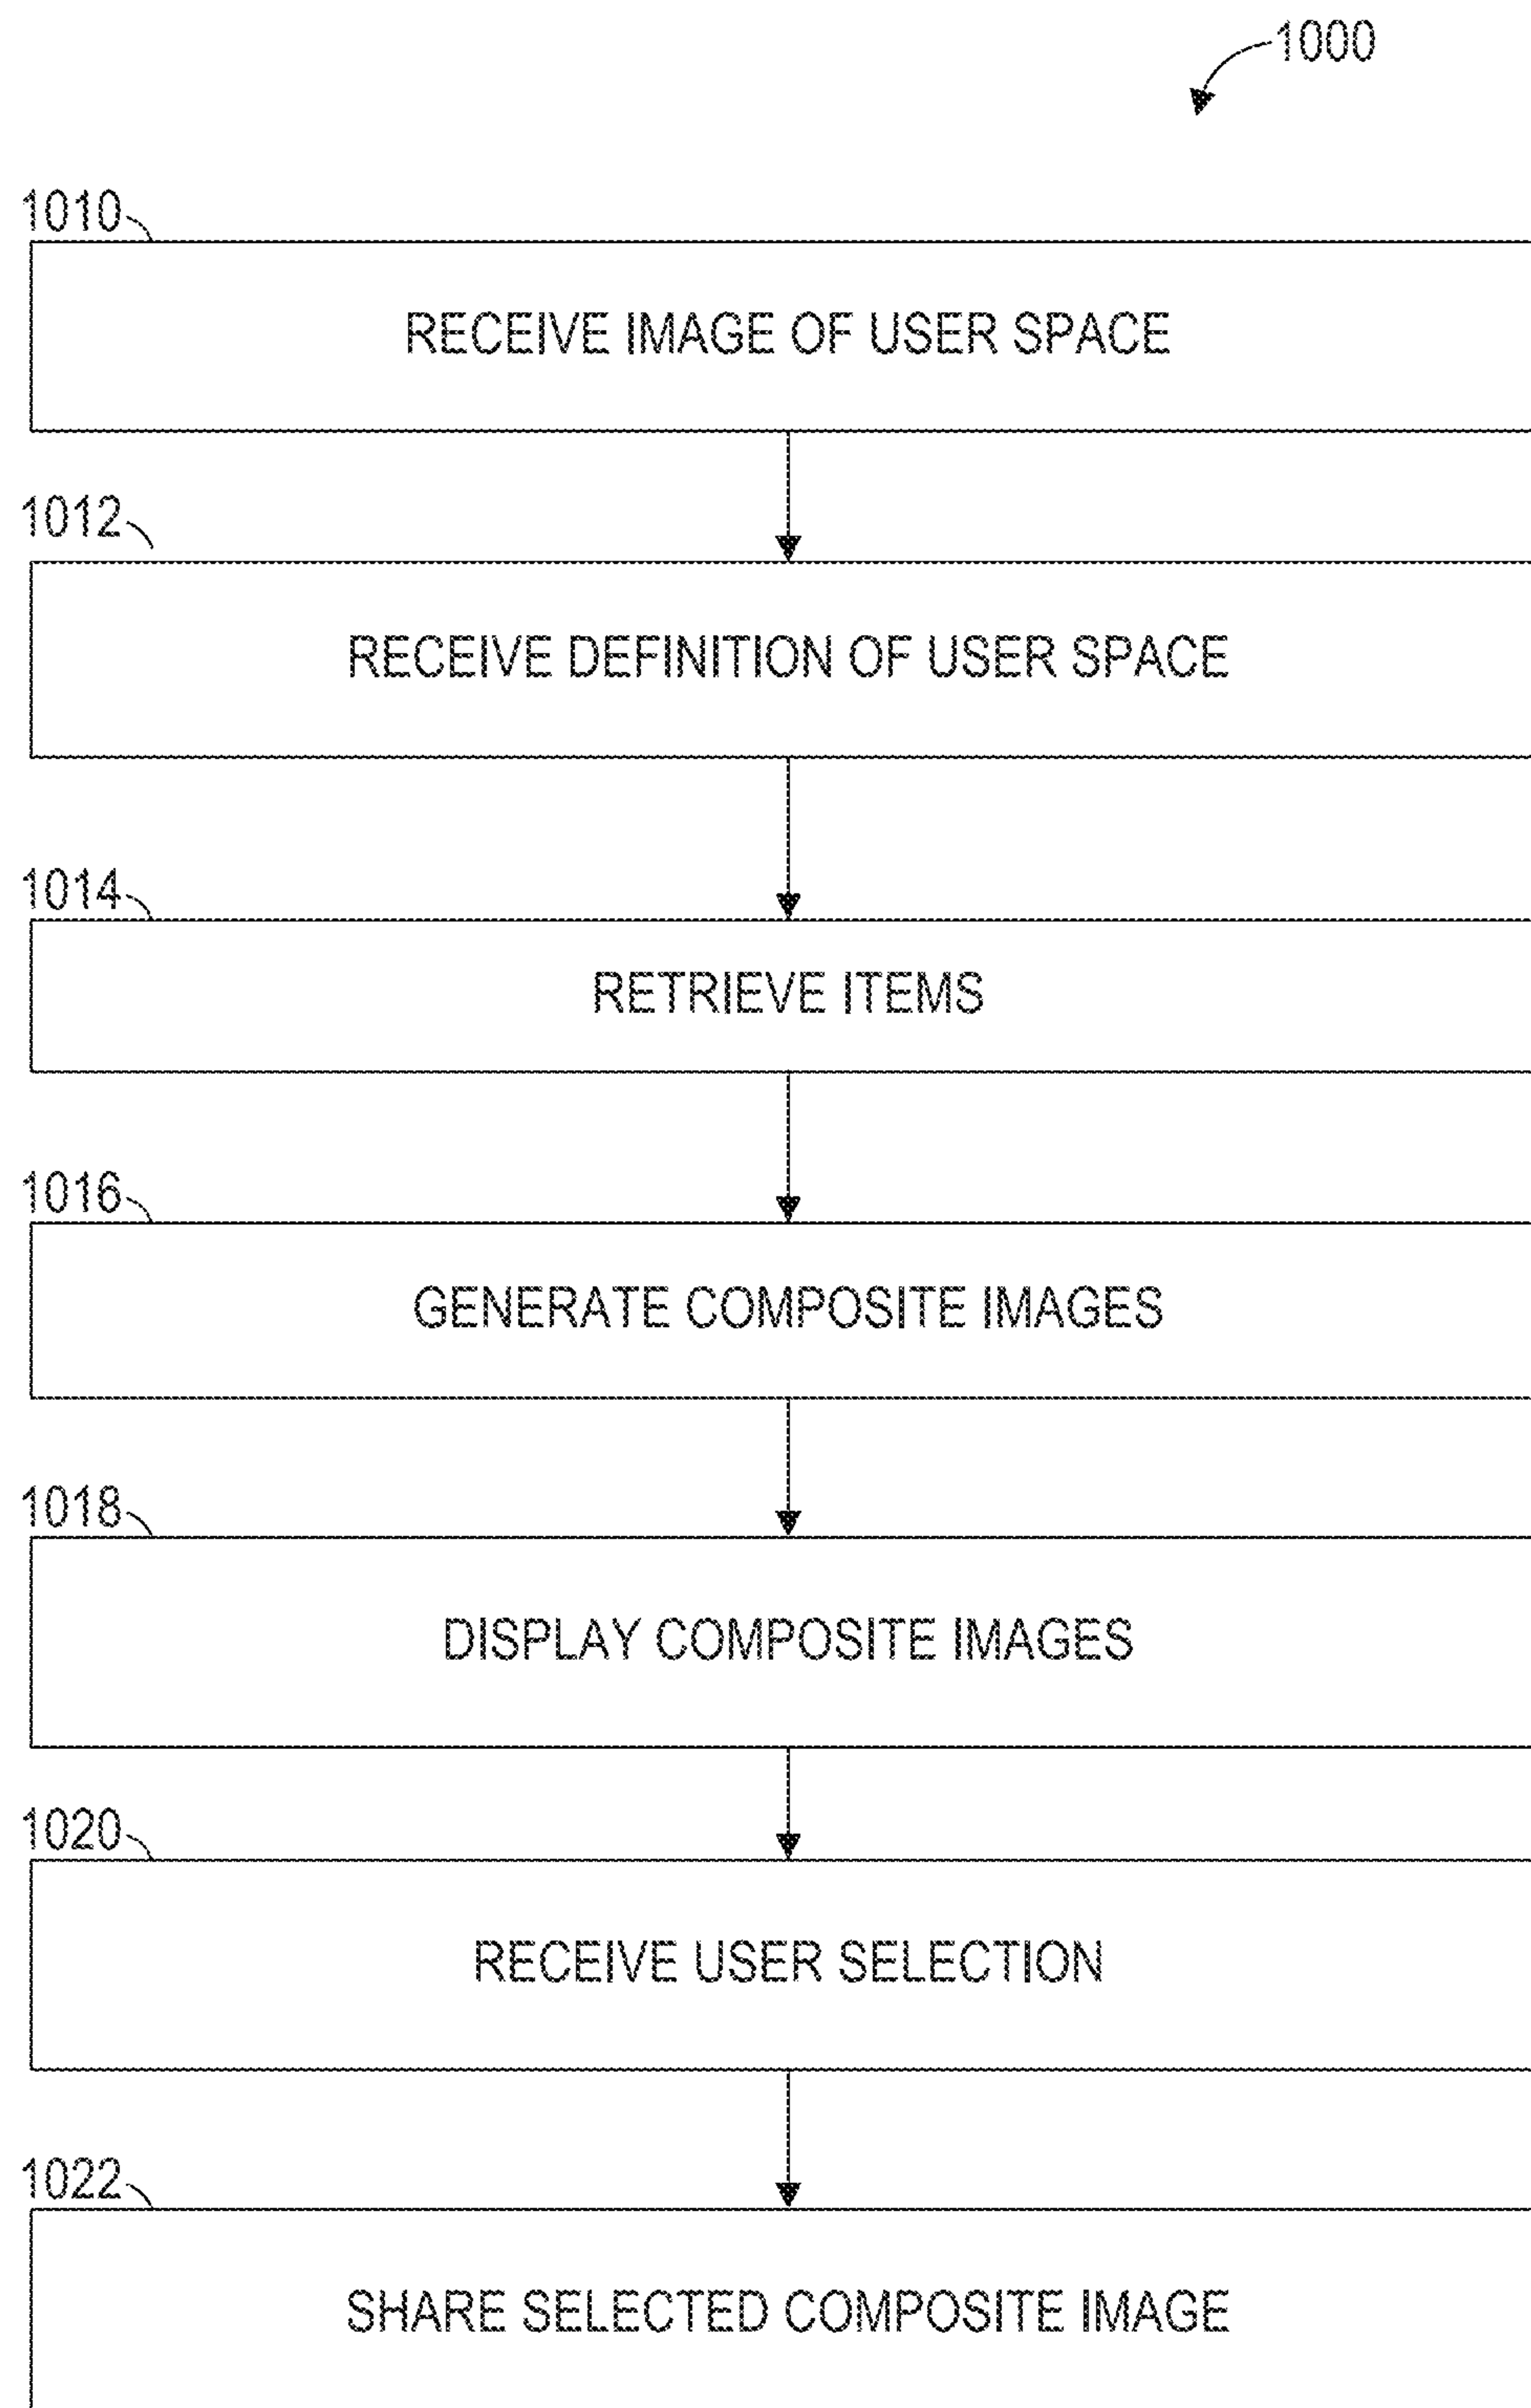 1000
1010
RECEIVE IMAGE OF USER SPACE
1012
RECEIVE DEFINITION OF USER SPACE
1014
RETRIEVE ITEMS
1016
GENERATE COMPOSITE IMAGES
1018
DISPLAY COMPOSITE IMAGES
1020
RECEIVE USER SELECTION
1022
SHARE SELECTED COMPOSITE IMAGE